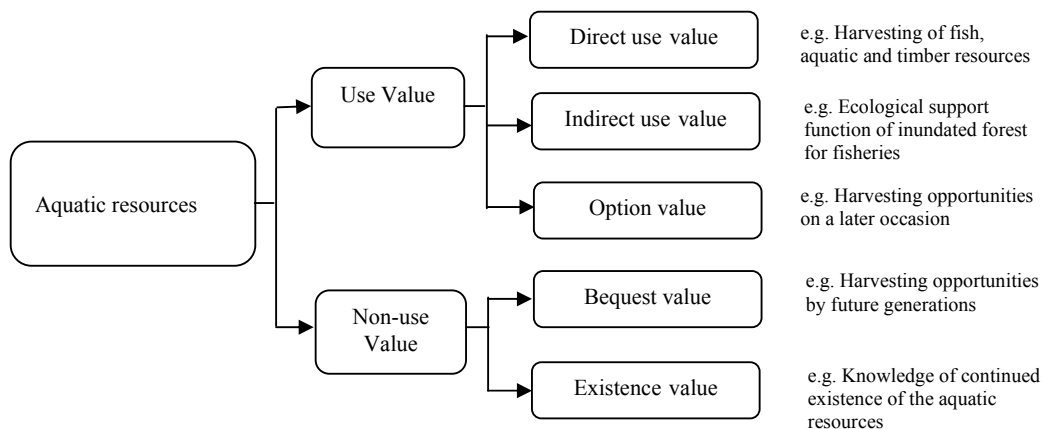 Aquatic resources
Use Value
Non-use
Value
Direct use value
e.g. Harvesting of fish,
aquatic and timber resources
Indirect use value
e.g. Ecological support
function of inundated forest
for fisheries
Option value
e.g. Harvesting opportunities
on a later occasion
Bequest value
e.g. Harvesting opportunities
by future generations
Existence value
e.g. Knowledge of continued
existence of the aquatic
resources